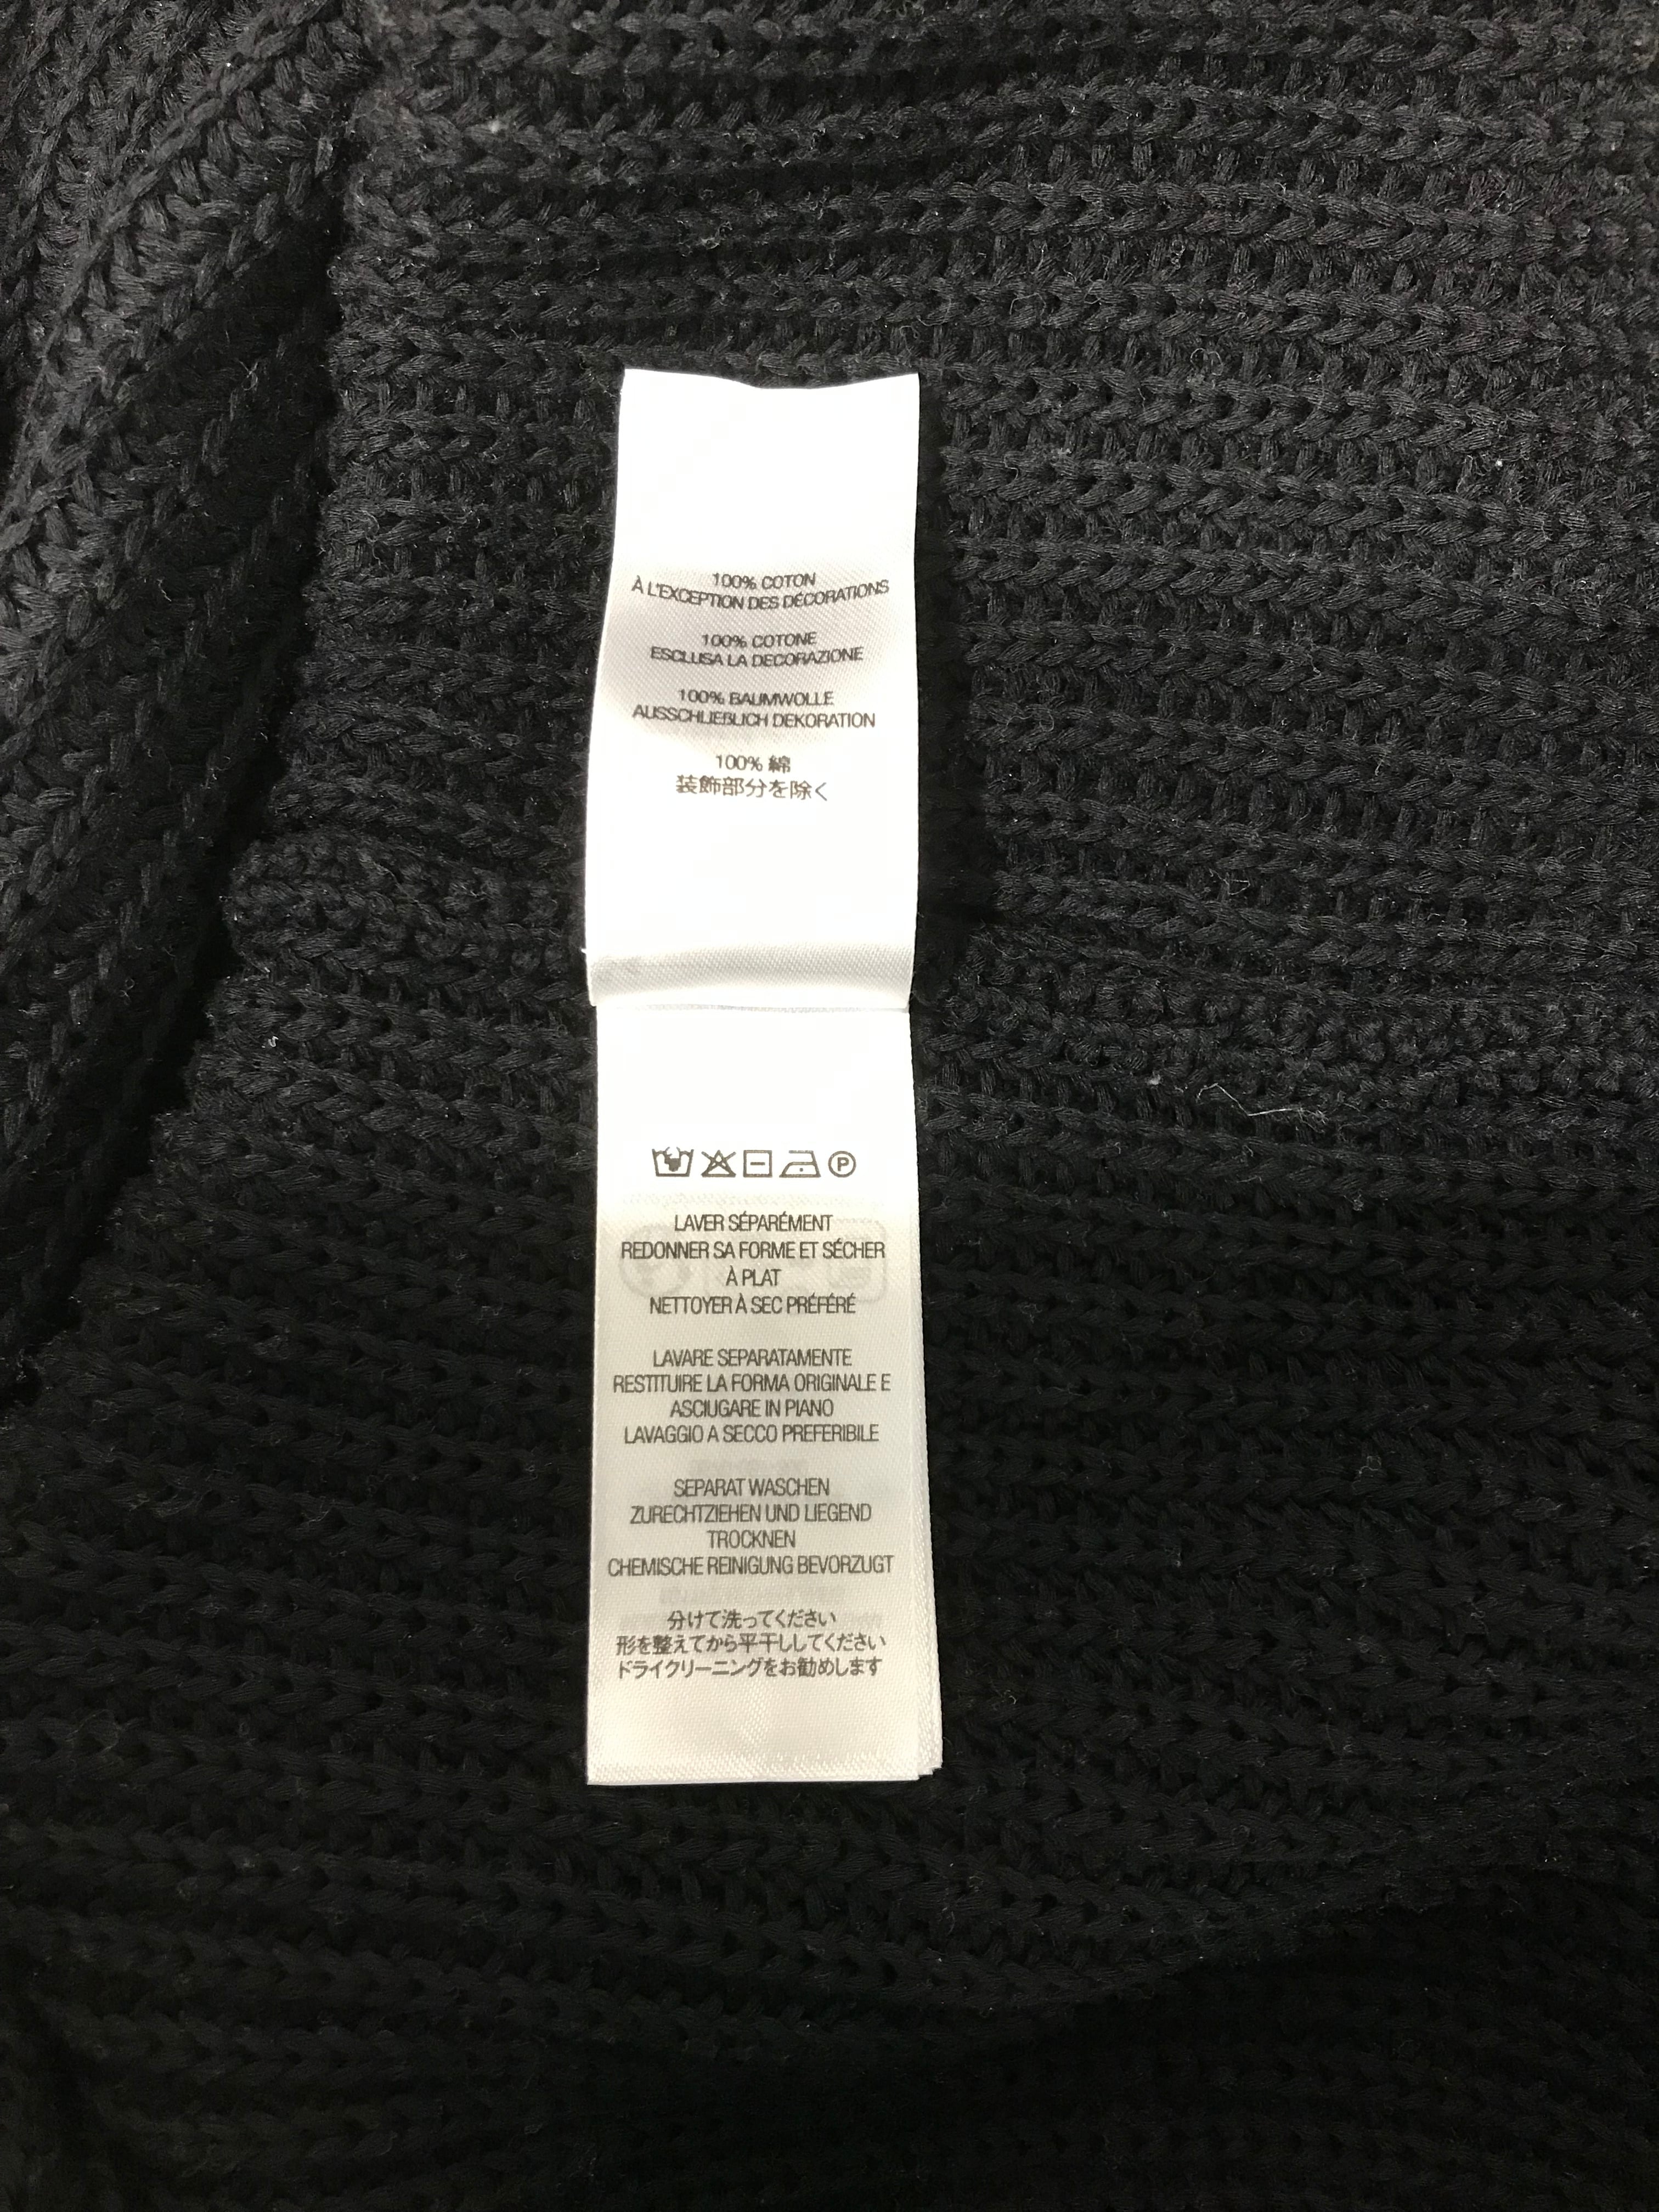 100% COTON
À L'EXCEPTION DES DÉCORATIONS
100% COTONE
ESCLUSA LA DECORAZIONE
100% BAUMWOLLE
AUSSCHLIEBLICH DEKORATION
100% 綿
装飾部分を除く
P
LAVER SÉPARÉMENT
REDONNER SA FORME ET SÉCHER
À PLAT
NETTOYER À SEC PRÉFÉRÉ
LAVARE SEPARATAMENTE
RESTITUIRE LA FORMA ORIGINALE E
ASCIUGARE IN PIANO
LAVAGGIO A SECCO PREFERIBILE
SEPARAT WASCHEN
ZURECHTZIEHEN UND LIEGEND
TROCKNEN
CHEMISCHE REINIGUNG BEVORZUGT
分けて洗ってください
形を整えてから平干ししてください
ドライクリーニングをお勧めします